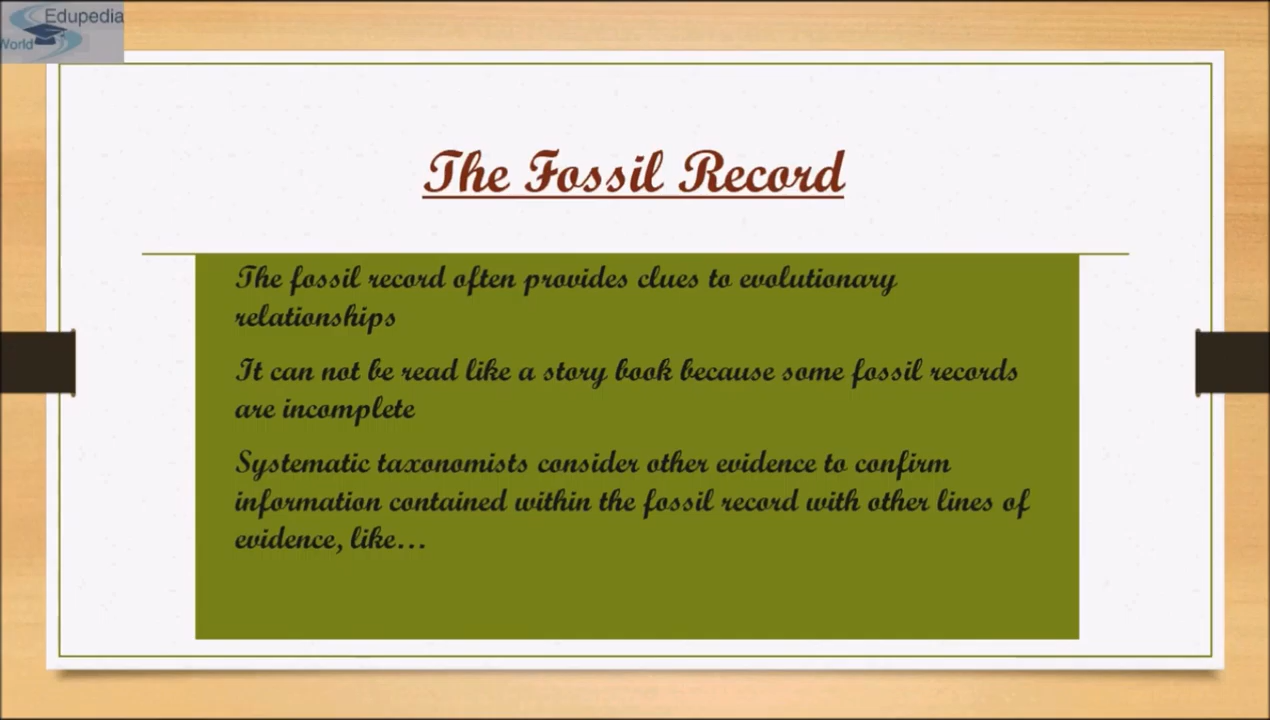 Edupedia
World
The Fossil Record
The fossil record often provides clues to evolutionary
relationships
It can not be read like a story book because some fossil records
are incomplete
Systematic taxonomists consider other evidence to confirm
information contained within the fossil record with other lines of
evidence, like...